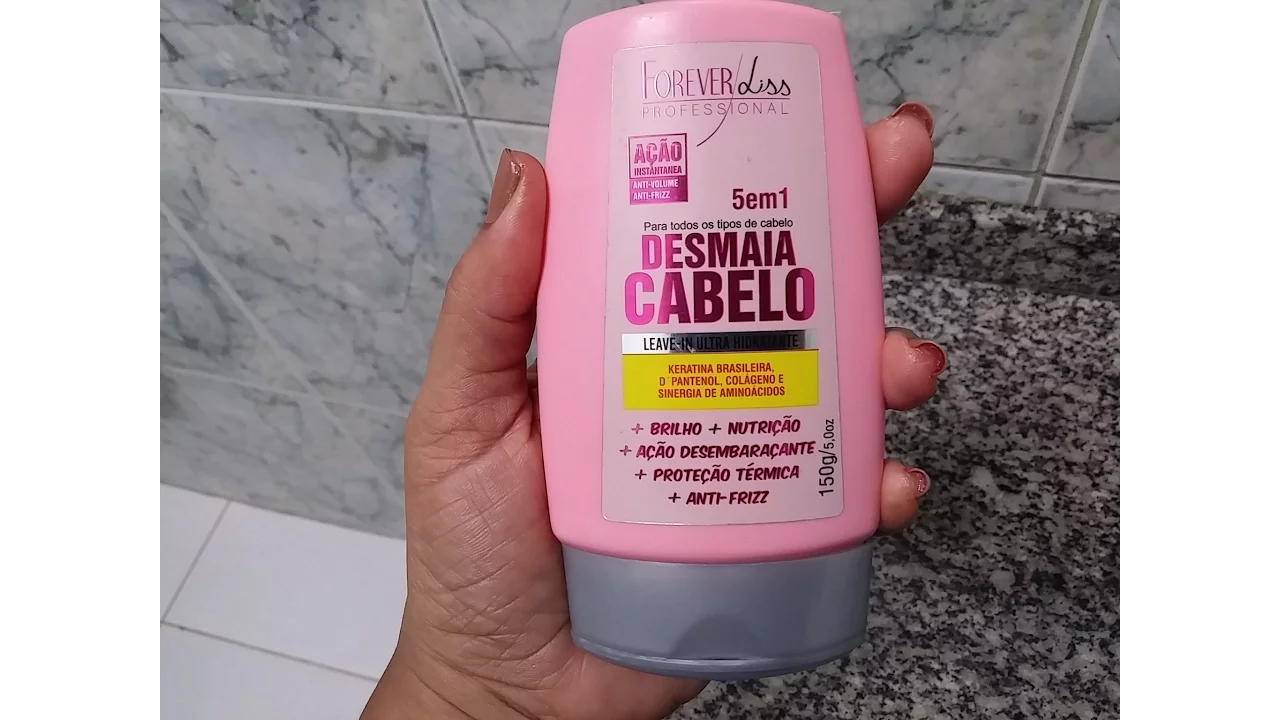 FOREVER Liss
PROFESSIONAL
AÇÃO
INSTANTÂNEA
ANTI-VOLUME
ANTI-FRIZZ
5em1
Para todos os tipos de cabelo
DESMAIA
CABELO
LEAVE-IN ULTRA HIDRATANTE
KERATINA BRASILEIRA,
D´PANTENOL, COLÁGENO E
SINERGIA DE AMINOÁCIDOS
+ BRILHO + NUTRIÇÃO
+ AÇÃO DESEMBARAÇANTE
+ PROTEÇÃO TÉRMICA
+ ANTI-FRIZZ
150g/5,0oz